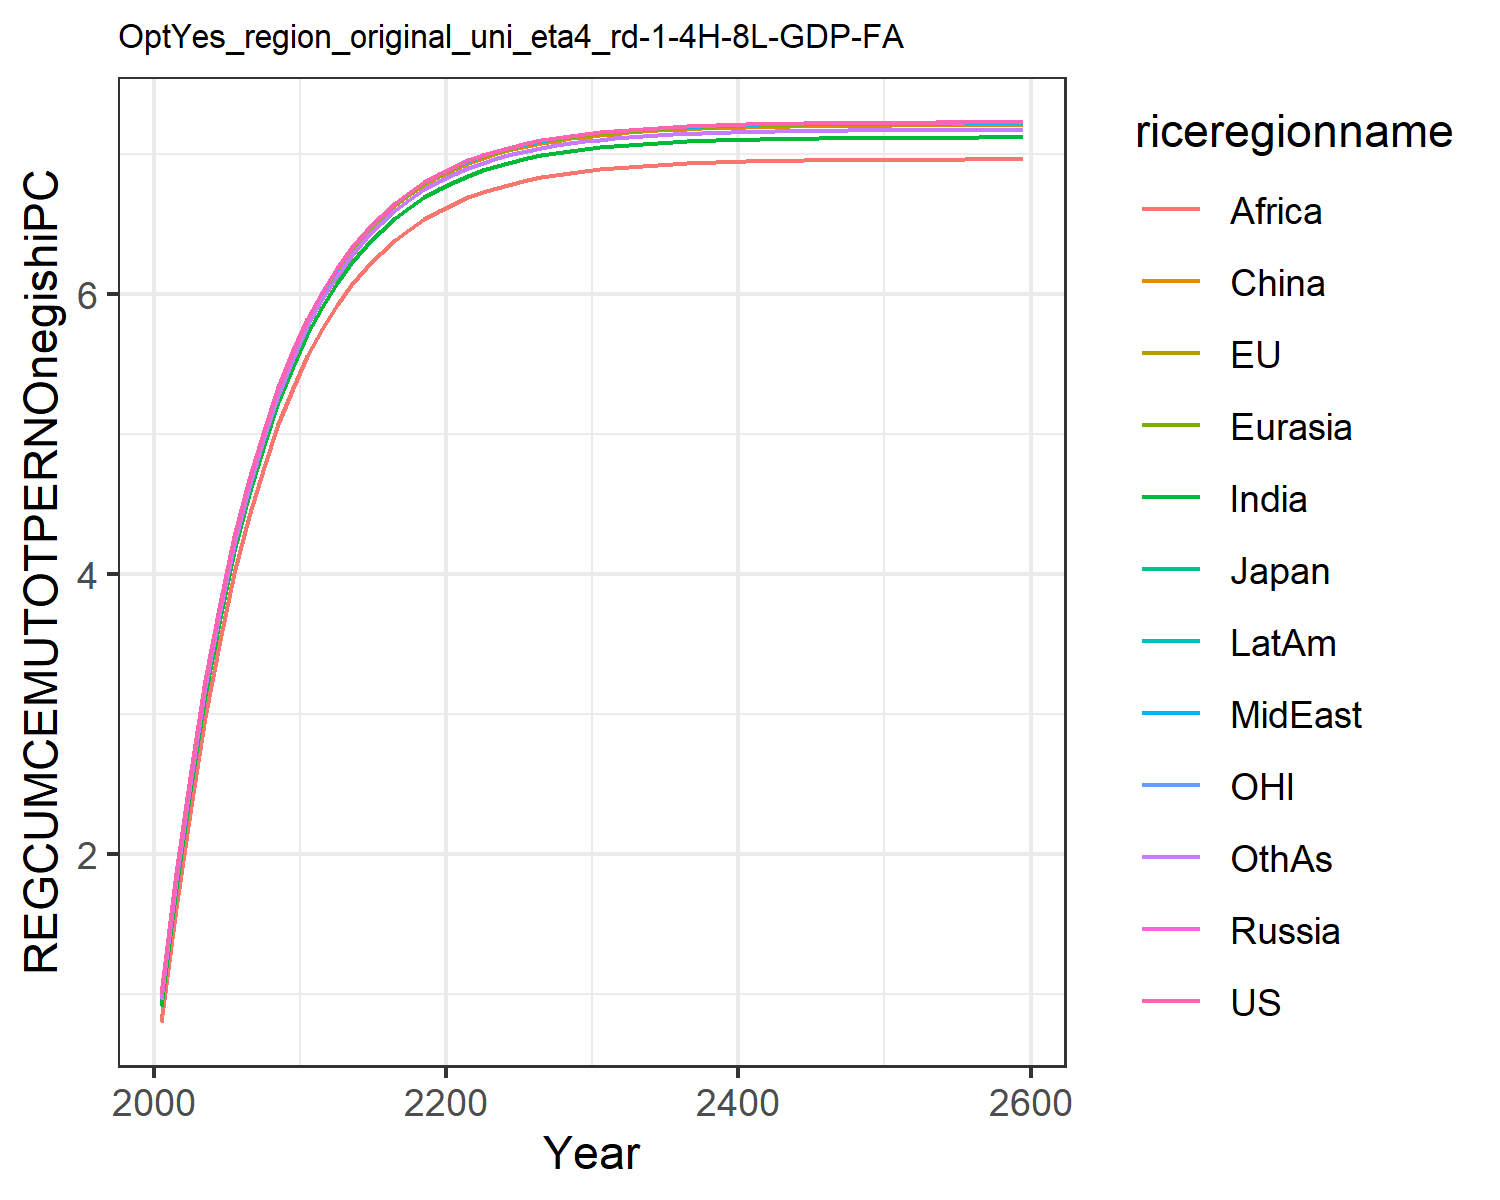 OptYes_region_original_uni_eta4_rd-1-4H-8L-GDP-FA
REGCUMCEMUTOTPERNOnegishiPC
6
4
2
2000 2200 2400 2600
Year
riceregionname
Africa
China
EU
Eurasia
India
Japan
LatAm
MidEast
OHI
OthAs
Russia
US